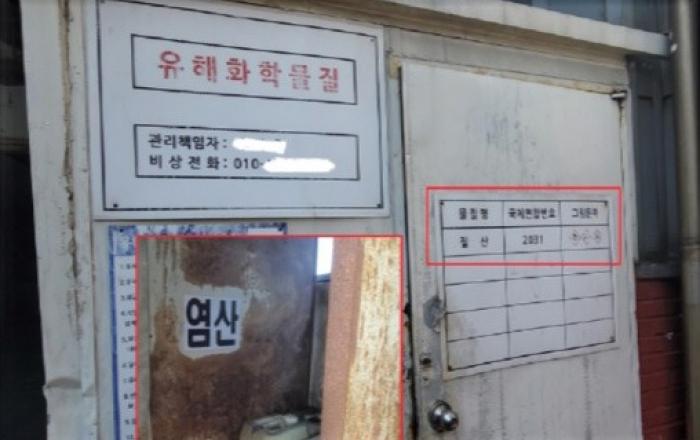 유해화학물질
관리책임자 :
비상전화 : 010-
물질명 국제연합번호 그림문자
질산 2031
염산